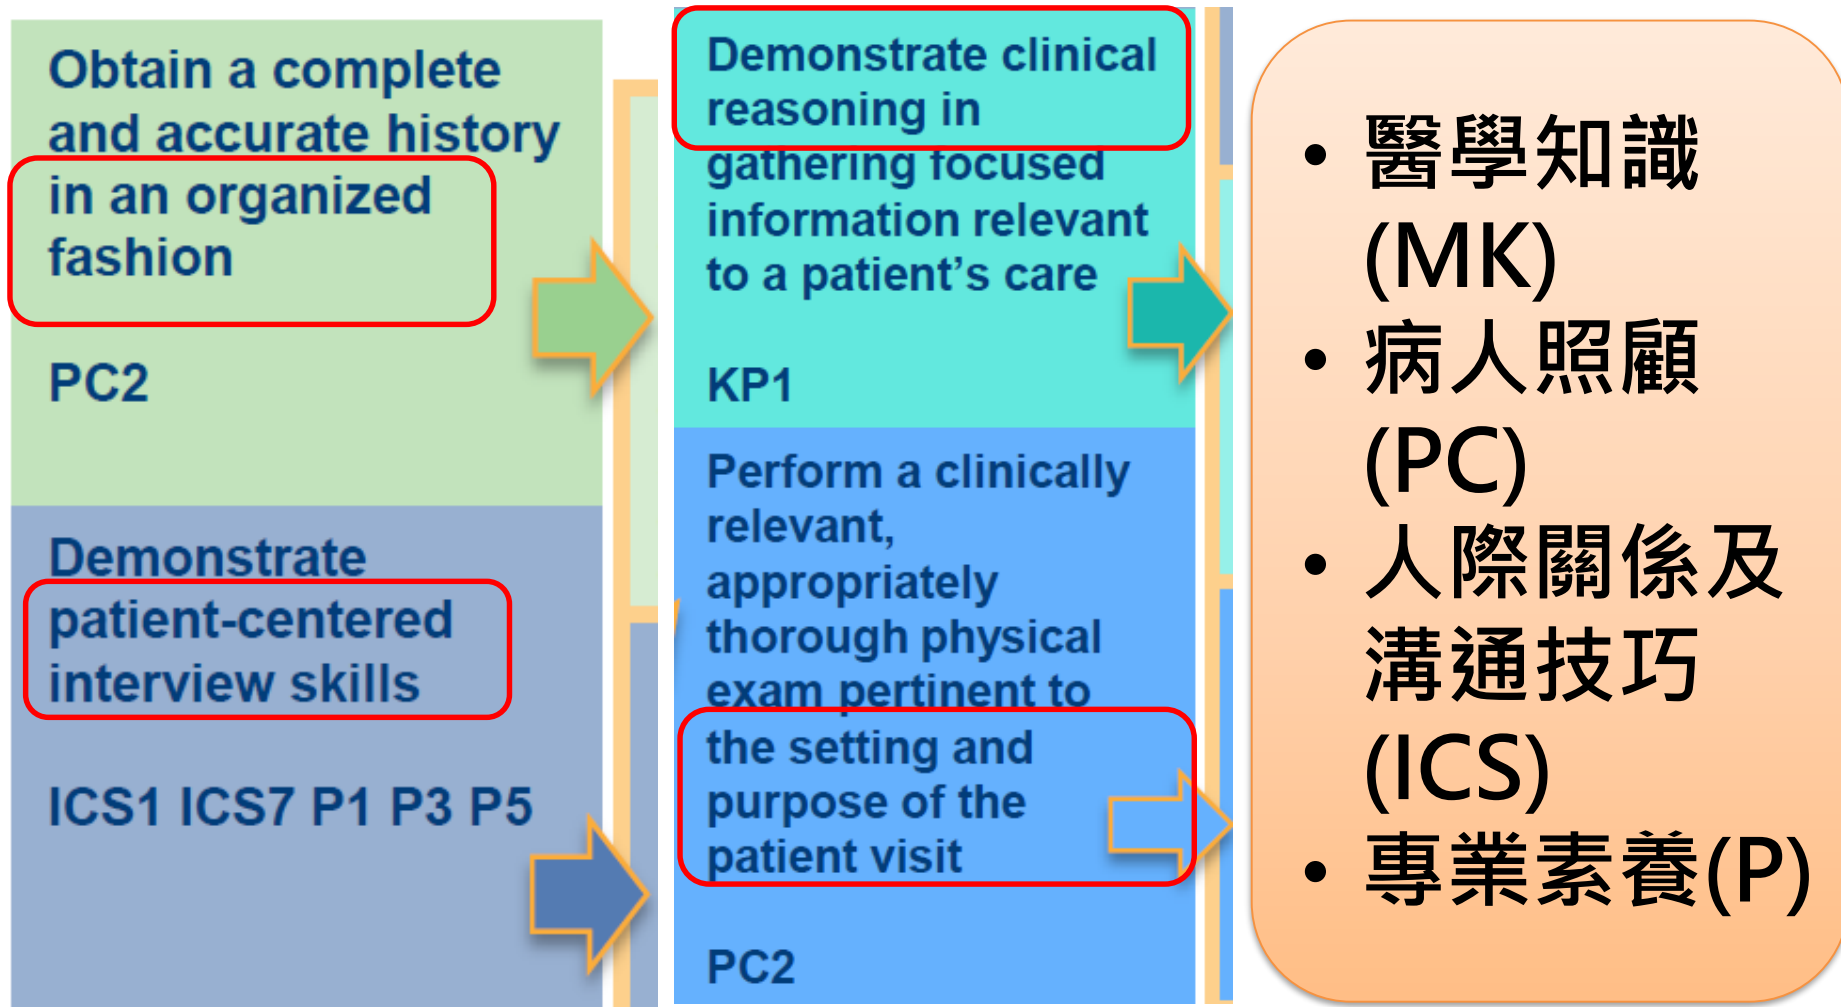 Obtain a complete
and accurate history
in an organized
fashion
PC2
Demonstrate
patient-centered
interview skills
ICS1 ICS7 P1 P3 P5
Demonstrate clinical
reasoning in
gathering focused
information relevant
to a patient’s care
KP1
Perform a clinically
relevant,
appropriately
thorough physical
exam pertinent to
the setting and
purpose of the
patient visit
PC2
• 醫學知識
(MK)
• 病人照顧
(PC)
• 人際關係及
溝通技巧
(ICS)
• 專業素養(P)